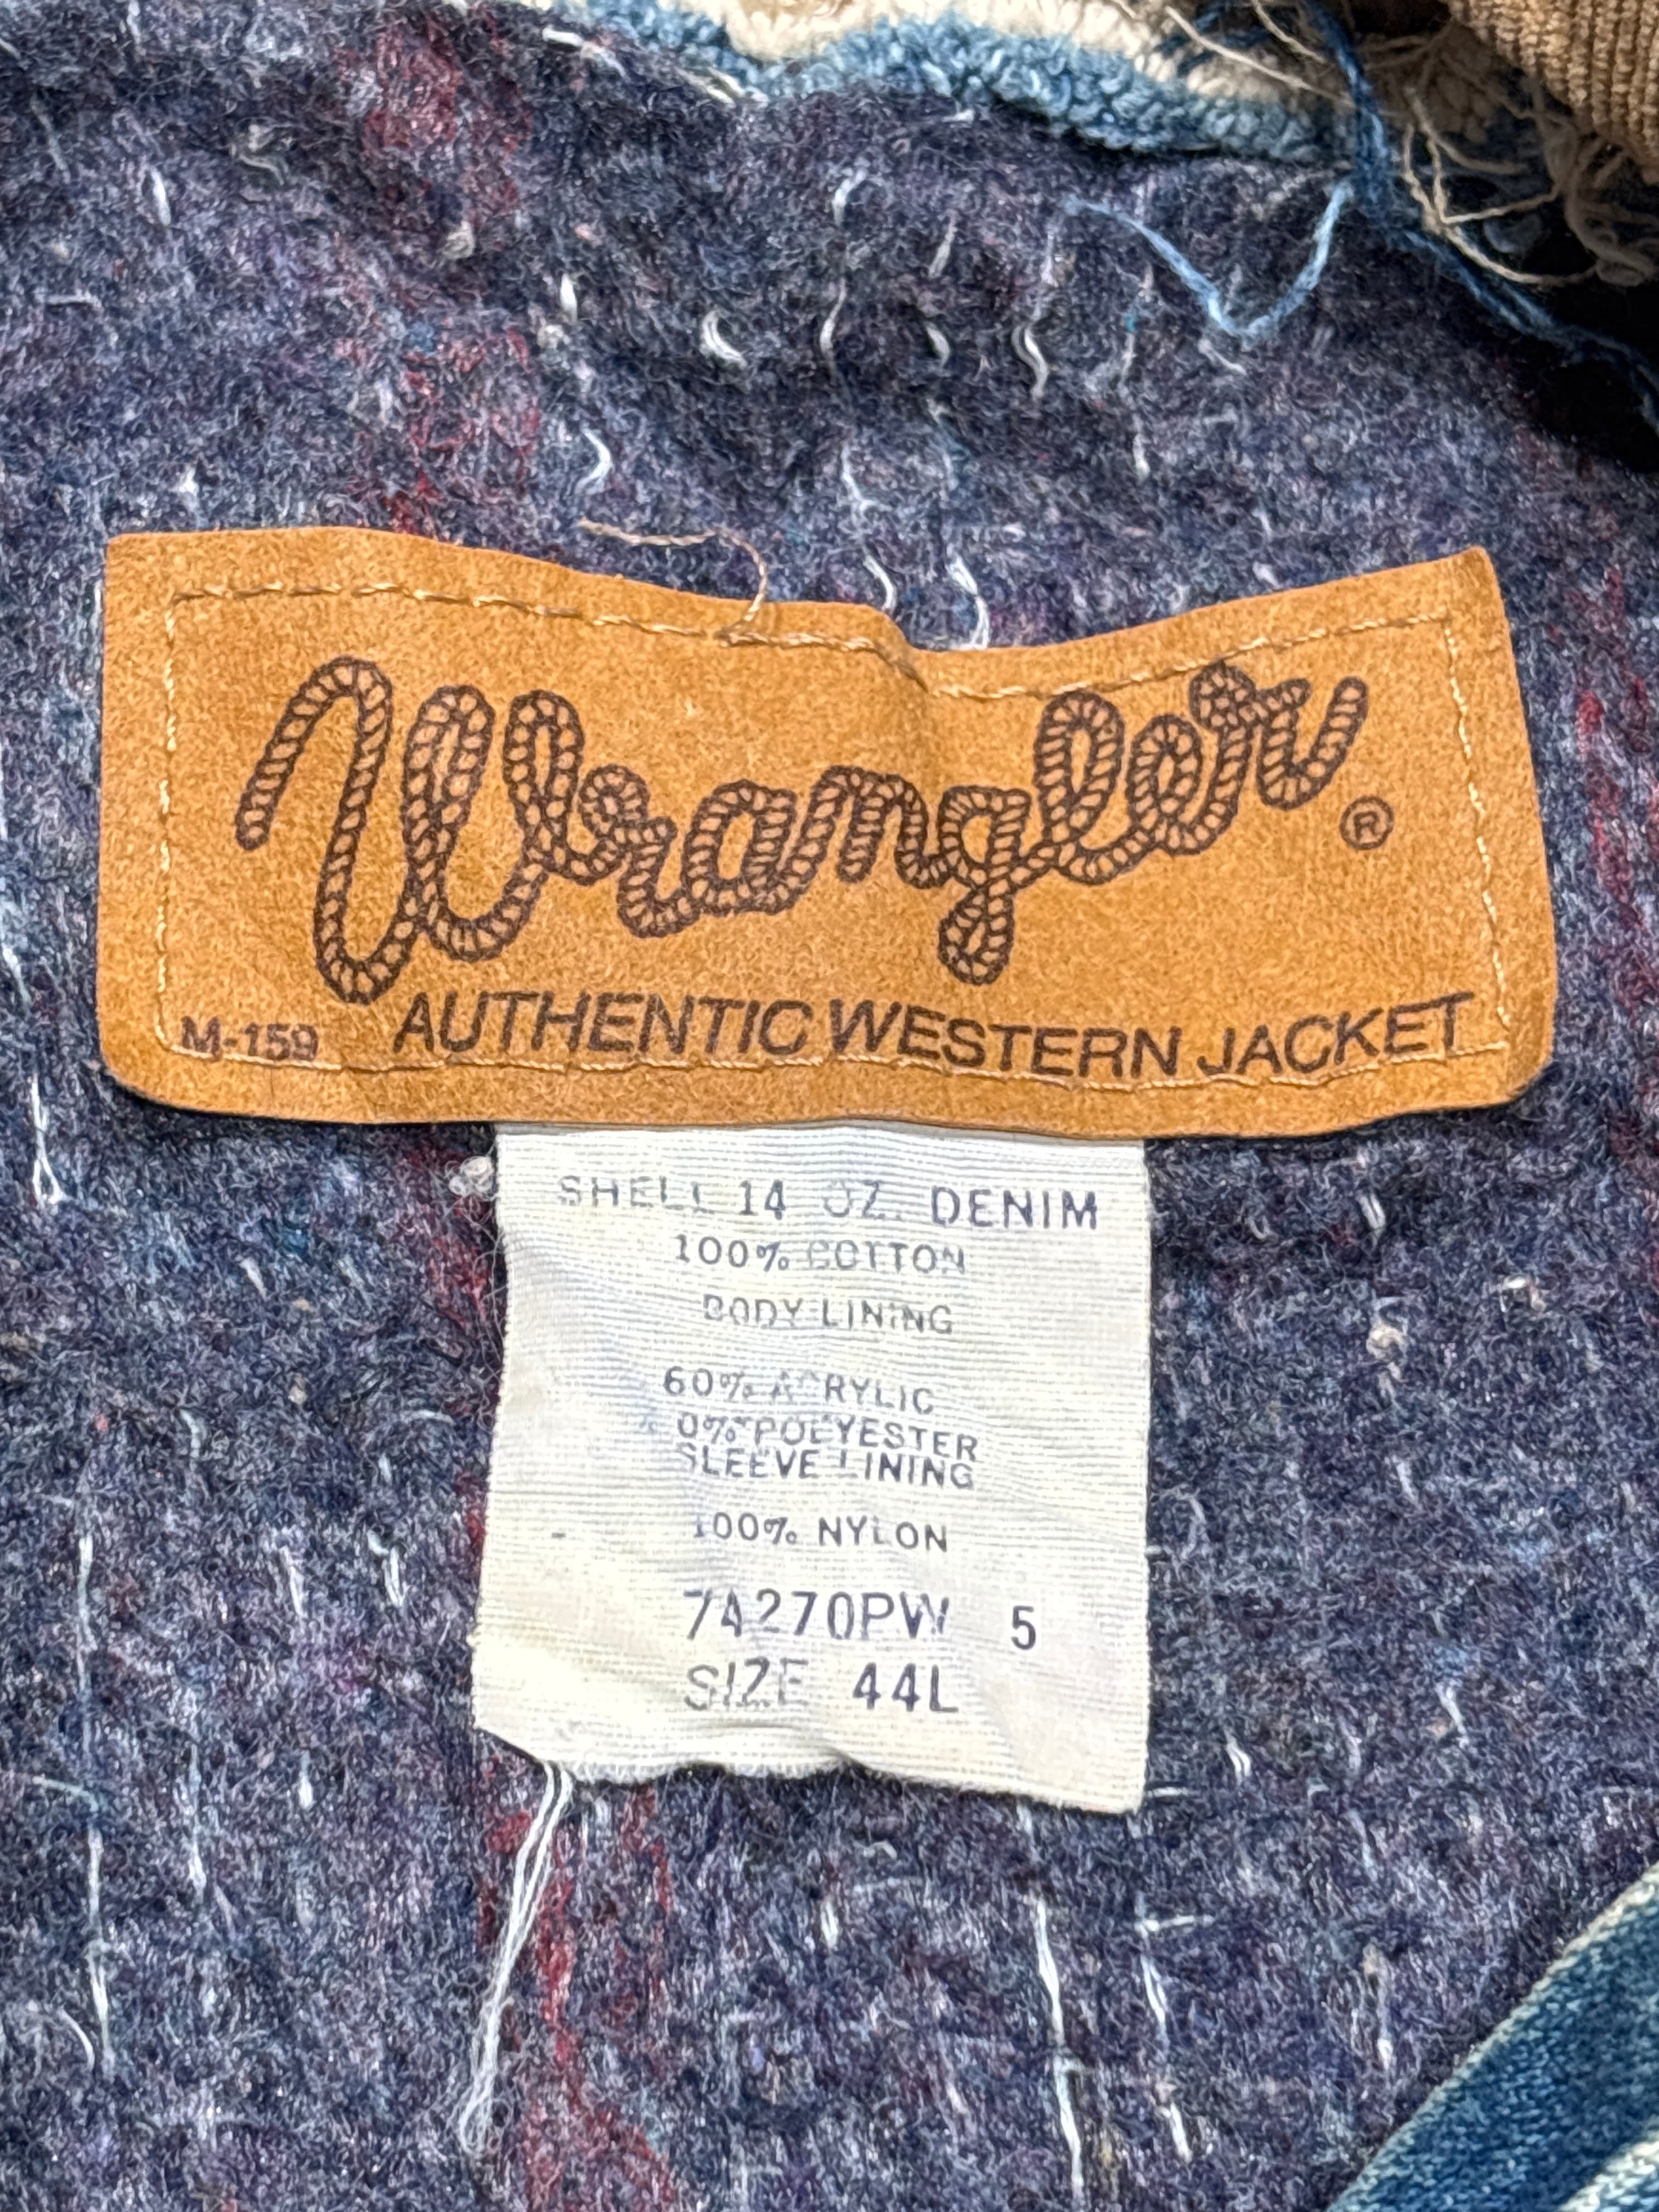 Wrangler®
M-159 AUTHENTIC WESTERN JACKET
SHELL 14 OZ. DENIM
100% COTTON
BODY LINING
60% ACRYLIC
0% POLYESTER
SLEEVE LINING
100% NYLON
74270PW 5
SIZE 44L